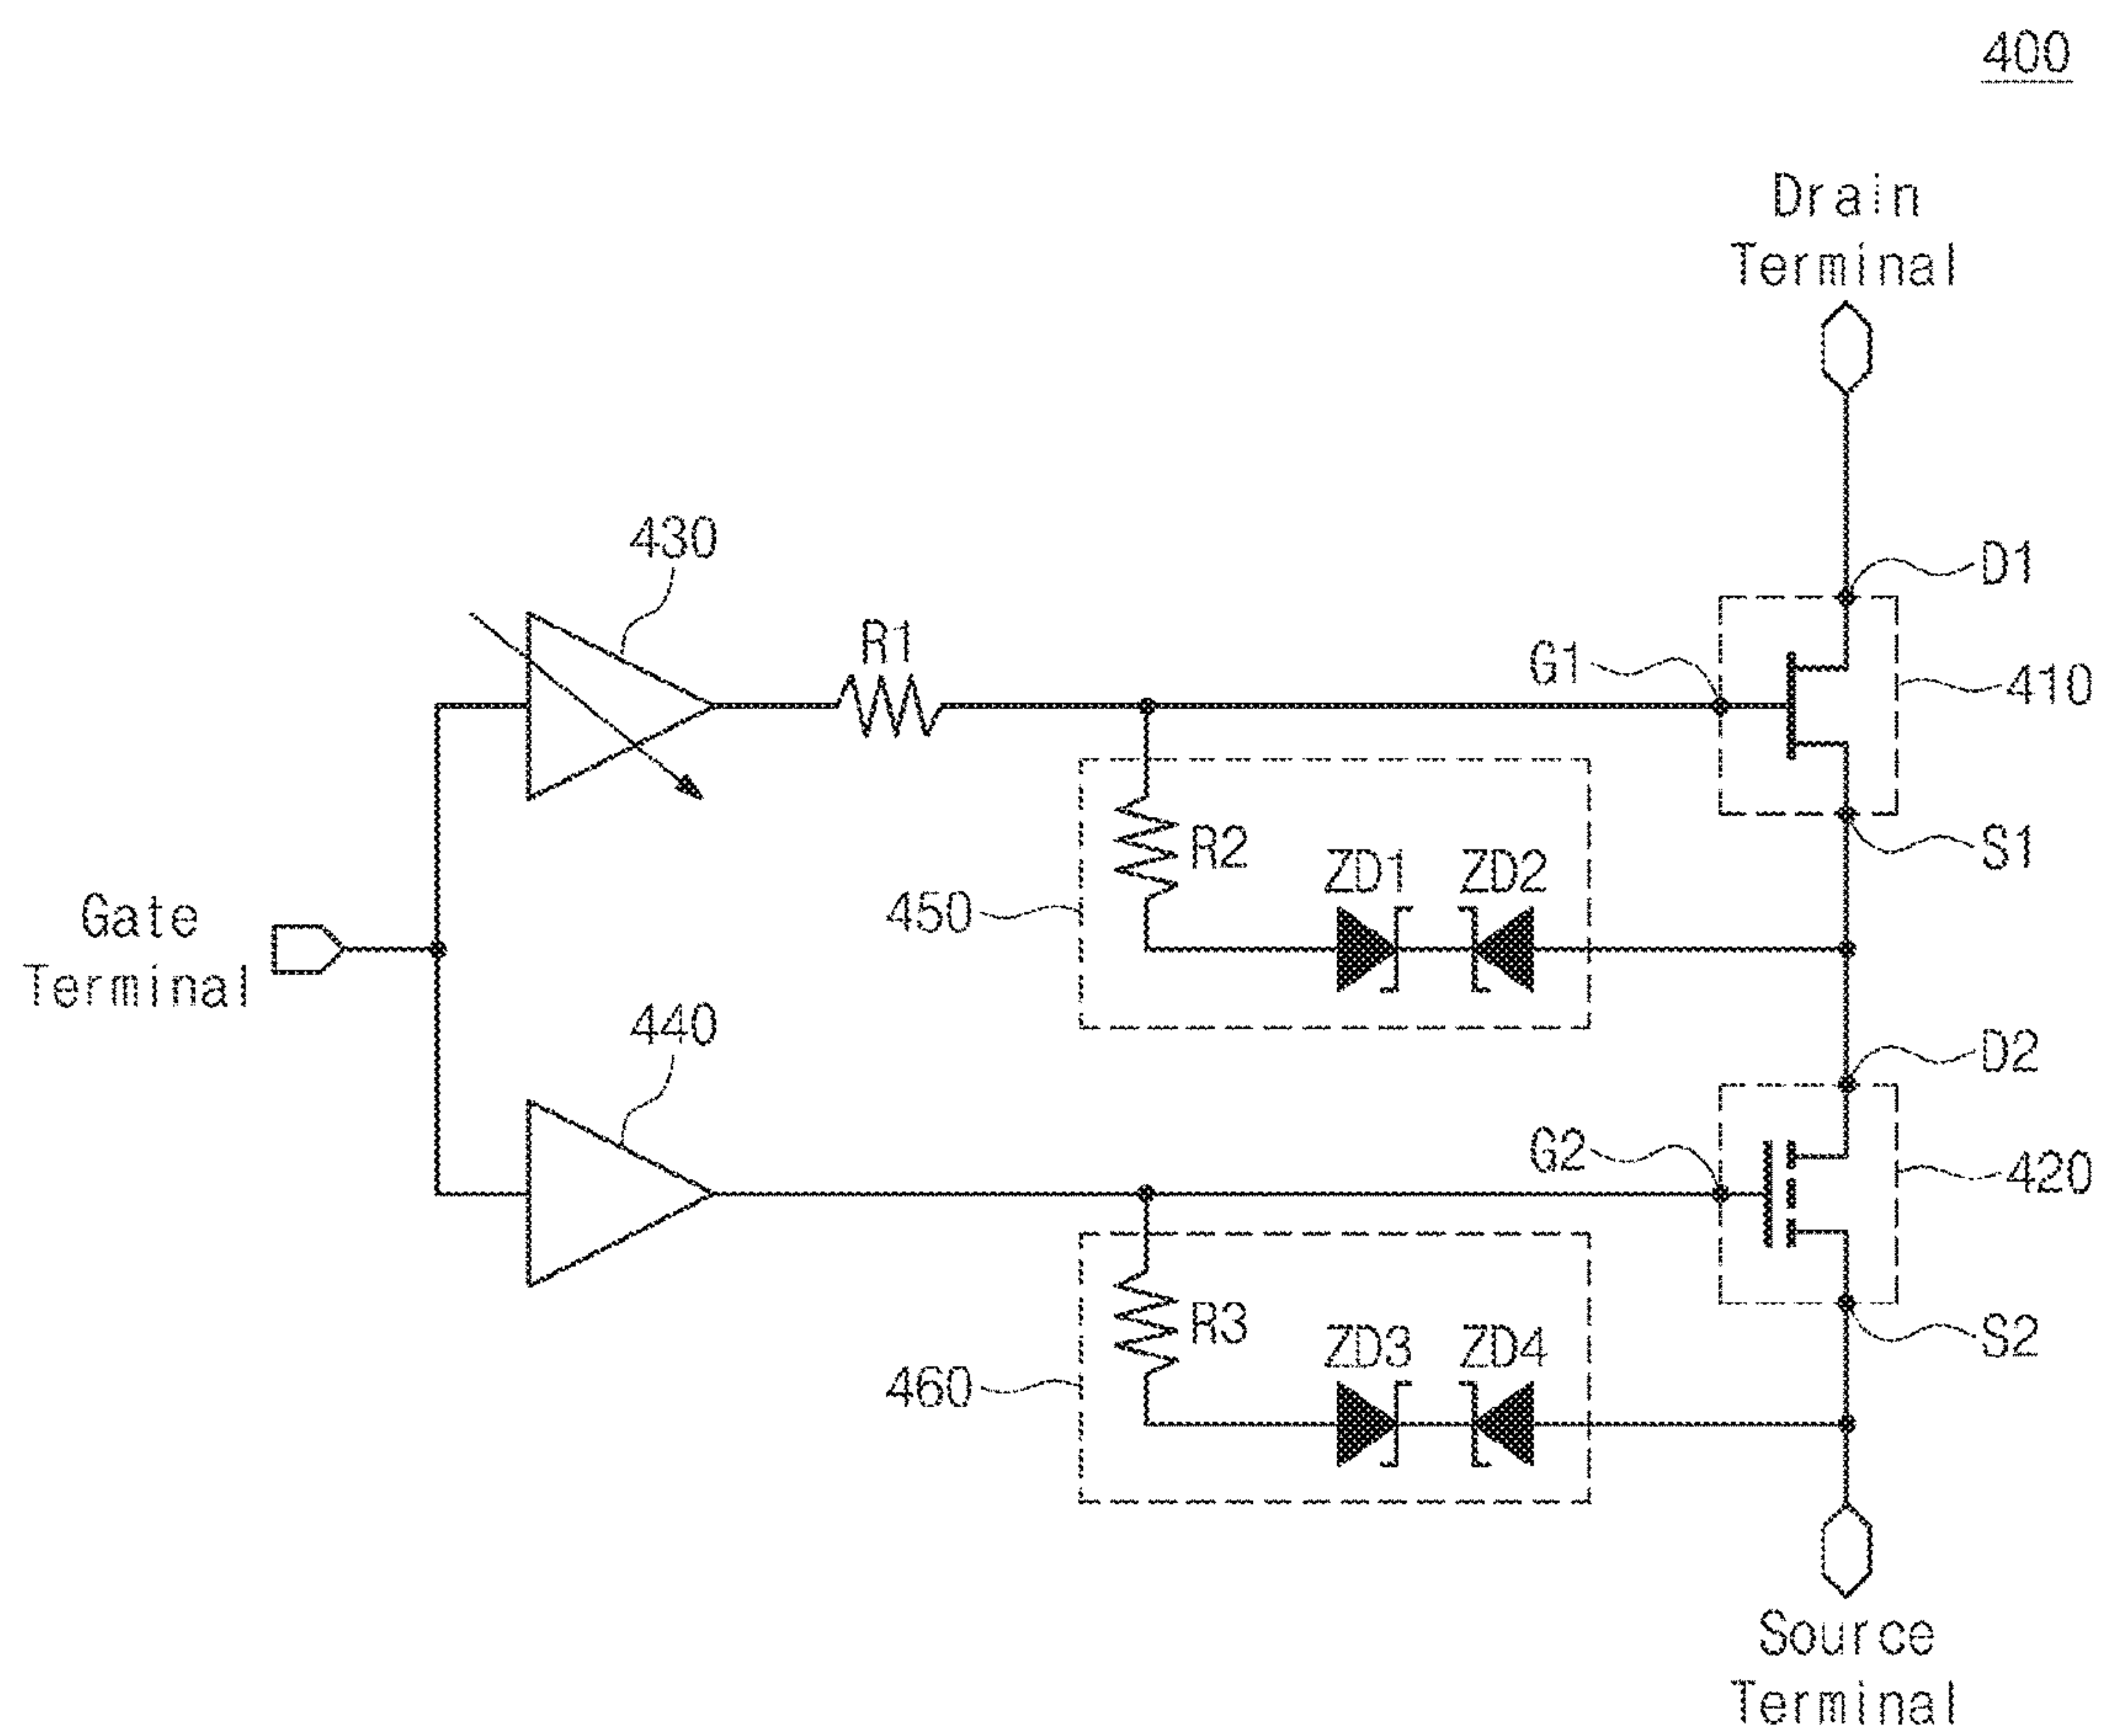 400
Drain
Terminal
430
R1
D1
G1
410
R2
ZD1
ZD2
S1
450
Gate
Terminal
440
D2
G2
420
R3
ZD3
ZD4
S2
460
Source
Terminal